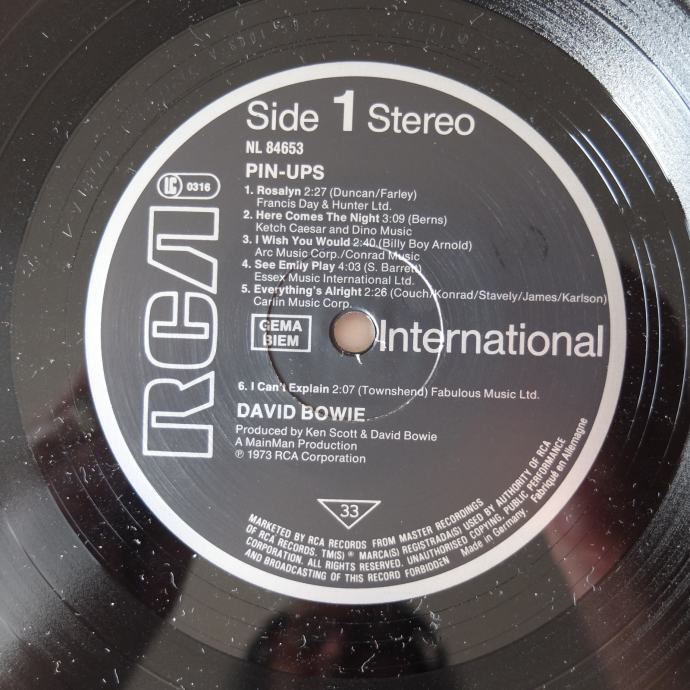 Side 1 Stereo
NL 84653
PIN-UPS
LC 0316
1. Rosalyn 2:27 (Duncan/Farley)
Francis Day & Hunter Ltd.
2. Here Comes The Night 3:09 (Berns)
Ketch Caesar and Dino Music
3. I Wish You Would 2:40 (Billy Boy Arnold)
Arc Music Corp./Conrad Music
4. See Emily Play 4:03 (S. Barrett)
Essex Music International Ltd.
5. Everything's Alright 2:26 (Couch/Konrad/Stavely/James/Karlson)
Carlin Music Corp.
RCA
GEMA
BIEM
International
6. I Can't Explain 2:07 (Townshend) Fabulous Music Ltd.
DAVID BOWIE
Produced by Ken Scott & David Bowie
A MainMan Production
℗ 1973 RCA Corporation
33
MARKETED BY RCA RECORDS FROM MASTER RECORDINGS
OF RCA RECORDS. TM(S) ® MARCA(S) REGISTRADA(S) USED BY AUTHORITY OF RCA
CORPORATION. ALL RIGHTS RESERVED. UNAUTHORISED COPYING, PUBLIC PERFORMANCE
AND BROADCASTING OF THIS RECORD FORBIDDEN
Made in Germany. Fabriqué en Allemagne